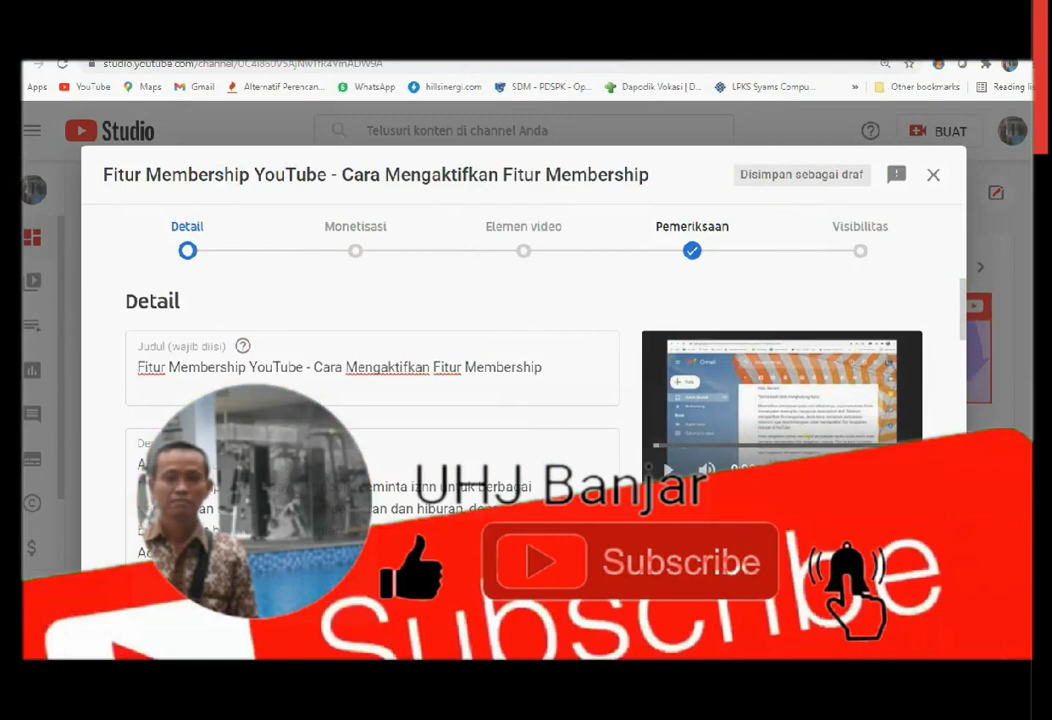 studio.youtube.com/channel/
Apps YouTube Maps Gmail Alternatif Perencan... WhatsApp hillsinergi.com SDM - PDSPK - Op... Dapodik Vokasi | D... LPKS Syams Compu... » Other bookmarks Reading li
Studio
Telusuri konten di channel Anda
BUAT
Fitur Membership YouTube - Cara Mengaktifkan Fitur Membership
Disimpan sebagai draf
Detail Monetisasi Elemen video Pemeriksaan Visibilitas
Detail
Judul (wajib diisi)
Fitur Membership YouTube - Cara Mengaktifkan Fitur Membership
eminta iznn untuk berbagai
an dan hiburan,
UHJ Banjar
Subscribe
Subscribe